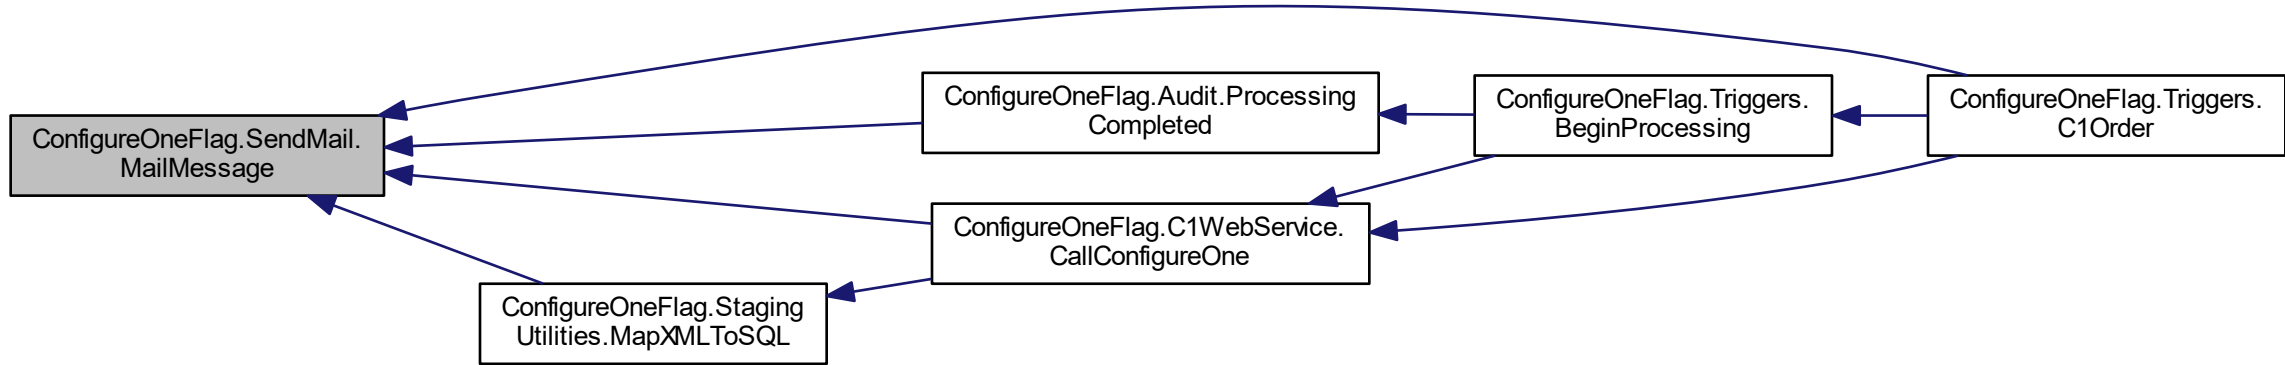 ConfigureOneFlag.SendMail.
MailMessage
ConfigureOneFlag.Audit.Processing
Completed
ConfigureOneFlag.Triggers.
BeginProcessing
ConfigureOneFlag.Triggers.
C1Order
ConfigureOneFlag.C1WebService.
CallConfigureOne
ConfigureOneFlag.Staging
Utilities.MapXMLToSQL